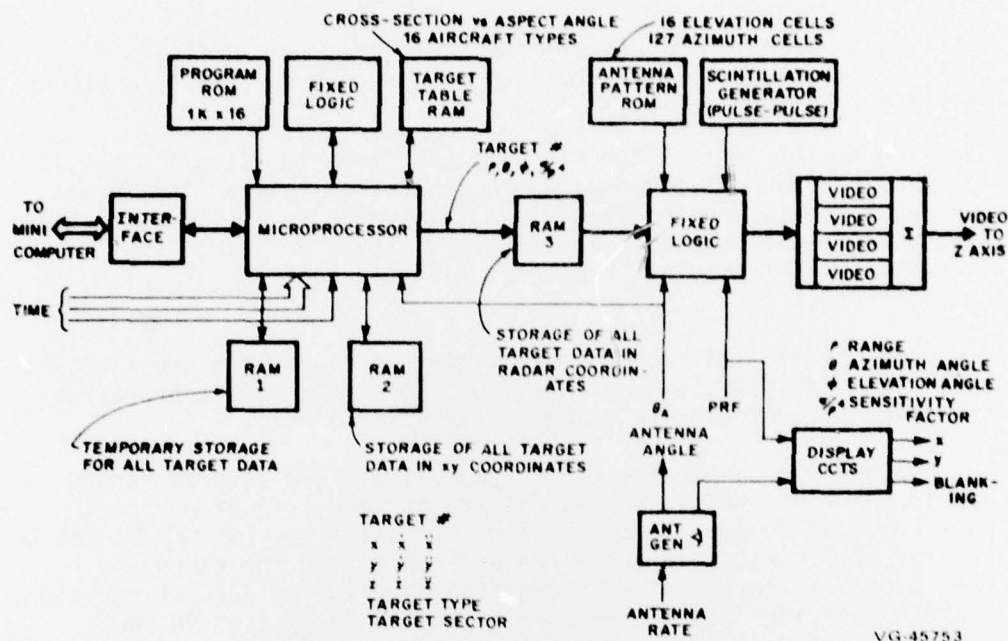 CROSS-SECTION vs ASPECT ANGLE
16 AIRCRAFT TYPES
16 ELEVATION CELLS
127 AZIMUTH CELLS
PROGRAM
ROM
1K x 16
FIXED
LOGIC
TARGET
TABLE
RAM
ANTENNA
PATTERN
ROM
SCINTILLATION
GENERATOR
(PULSE-PULSE)
TARGET #
ρ, θ, ϕ, σ/ρ⁴
TO
MINI
COMPUTER
INTER-
FACE
MICROPROCESSOR
RAM
3
FIXED
LOGIC
VIDEO
VIDEO
VIDEO
VIDEO
Σ
VIDEO
TO
Z AXIS
TIME
RAM
1
RAM
2
STORAGE OF ALL
TARGET DATA IN
RADAR COORDIN-
ATES
TEMPORARY STORAGE
FOR ALL TARGET DATA
STORAGE OF ALL TARGET
DATA IN xy COORDINATES
θA
ANTENNA
ANGLE
PRF
ρ RANGE
θ AZIMUTH ANGLE
ϕ ELEVATION ANGLE
σ/ρ⁴ SENSITIVITY
FACTOR
DISPLAY
CCTS
x
y
BLANK-
ING
TARGET #
x ẋ ẍ
y ẏ ÿ
z ż z̈
TARGET TYPE
TARGET SECTOR
ANT
GEN
ANTENNA
RATE
VG-45753